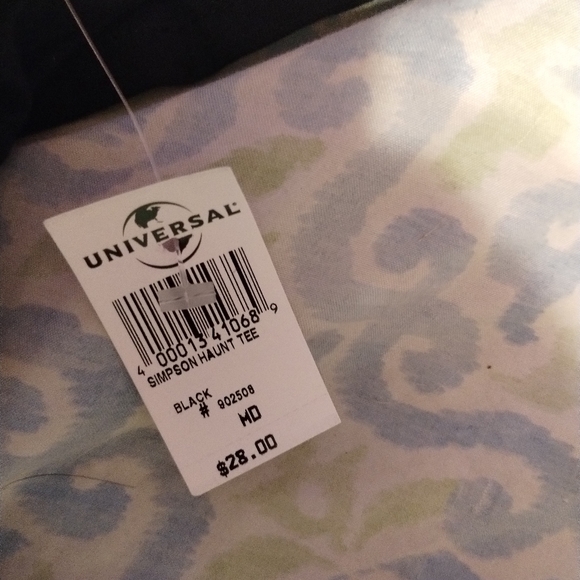 UNIVERSAL
4 00013 41068 9
SIMPSON HAUNT TEE
BLACK
# 902508
MD
$28.00